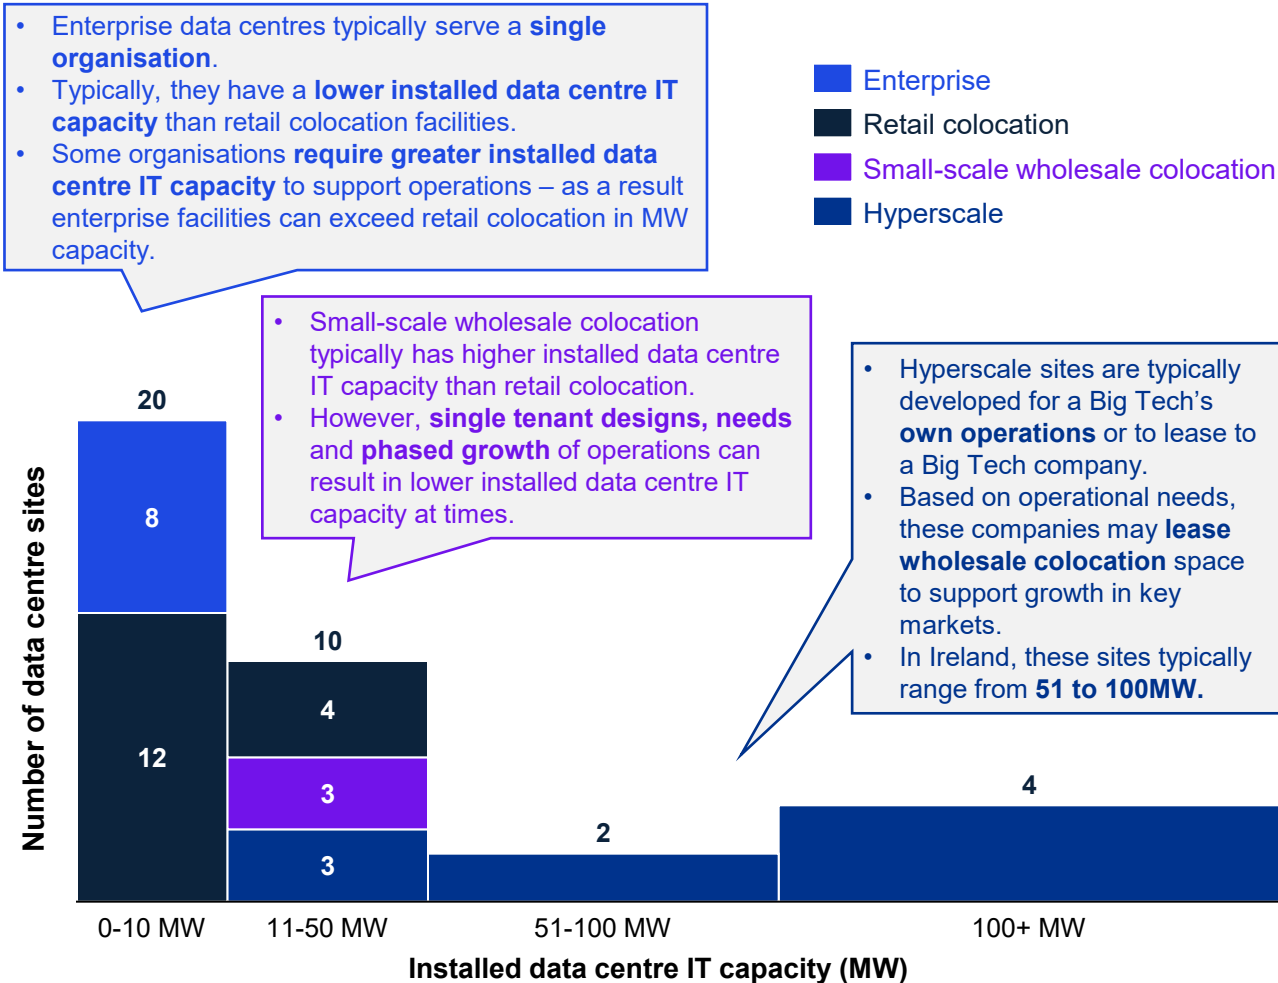 • Enterprise data centres typically serve a single
organisation.
• Typically, they have a lower installed data centre IT
capacity than retail colocation facilities.
• Some organisations require greater installed data
centre IT capacity to support operations – as a result
enterprise facilities can exceed retail colocation in MW
capacity.
Enterprise
Retail colocation
Small-scale wholesale colocation
Hyperscale
• Small-scale wholesale colocation
typically has higher installed data centre
IT capacity than retail colocation.
• However, single tenant designs, needs
and phased growth of operations can
result in lower installed data centre IT
capacity at times.
• Hyperscale sites are typically
developed for a Big Tech’s
own operations or to lease to
a Big Tech company.
• Based on operational needs,
these companies may lease
wholesale colocation space
to support growth in key
markets.
• In Ireland, these sites typically
range from 51 to 100MW.
Number of data centre sites
20
8
12
10
4
3
3
2
4
0-10 MW
11-50 MW
51-100 MW
100+ MW
Installed data centre IT capacity (MW)